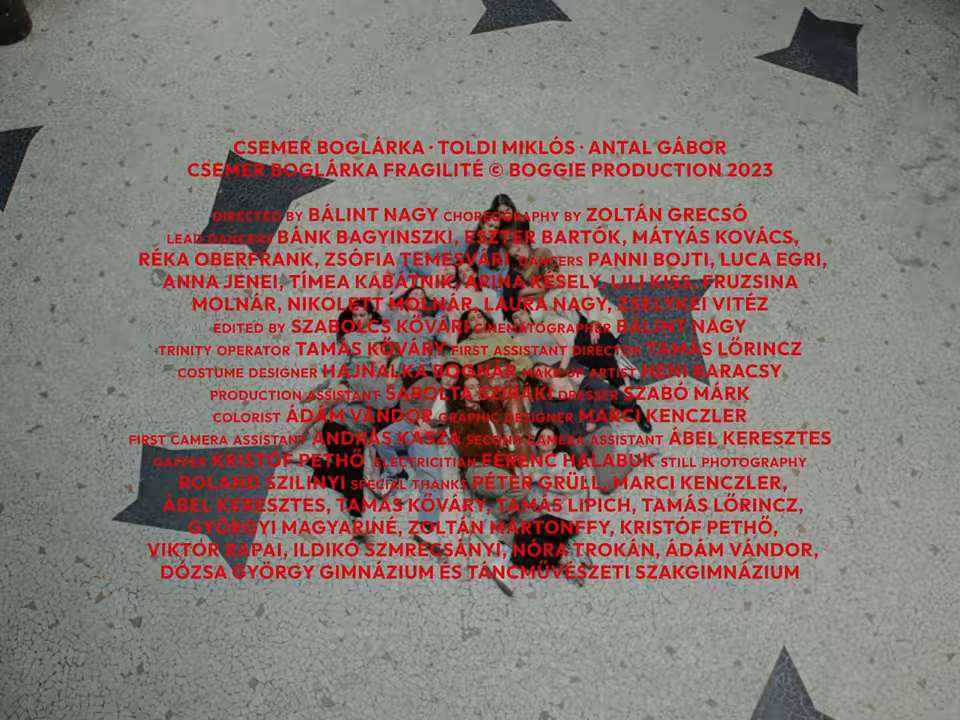 CSEMER BOGLÁRKA · TOLDI MIKLÓS · ANTAL GÁBOR
CSEMER BOGLÁRKA FRAGILITÉ © BOGGIE PRODUCTION 2023
DIRECTED BY BÁLINT NAGY CHOREOGRAPHY BY ZOLTÁN GRECSÓ
LEAD DANCERS BÁNK BAGYINSZKI, ESZTER BARTÓK, MÁTYÁS KOVÁCS,
RÉKA OBERFRANK, ZSÓFIA TEMESVÁRI DANCERS PANNI BOJTI, LUCA EGRI,
ANNA JENEI, TÍMEA KABÁTNIK, ARINA KESELY, LILI KISS, FRUZSINA
MOLNÁR, NIKOLETT MOLNÁR, LAURA NAGY, ZSELYKEI VITÉZ
EDITED BY SZABOLCS KŐVÁRI CINEMATOGRAPHER BÁLINT NAGY
TRINITY OPERATOR TAMÁS KŐVÁRY FIRST ASSISTANT DIRECTOR TAMÁS LŐRINCZ
COSTUME DESIGNER HAJNALKA BOGNÁR MAKE UP ARTIST HENI BARACSY
PRODUCTION ASSISTANT SAROLTA SZIRÁKI DRESSER SZABÓ MÁRK
COLORIST ÁDÁM VÁNDOR GRAPHIC DESIGNER MARCI KENCZLER
FIRST CAMERA ASSISTANT ANDRÁS KASZA SECOND CAMERA ASSISTANT ÁBEL KERESZTES
GAFFER KRISTÓF PETHŐ ELECTRICITIAN FERENC HALABUK STILL PHOTOGRAPHY
ROLAND SZILINYI SPECIAL THANKS PÉTER GRÜLL, MARCI KENCZLER,
ÁBEL KERESZTES, TAMÁS KŐVÁRY, TAMÁS LIPICH, TAMÁS LŐRINCZ,
GYÖRGYI MAGYARINÉ, ZOLTÁN MÁRTONFFY, KRISTÓF PETHŐ,
VIKTOR RAPAI, ILDIKÓ SZMRECSÁNYI, NÓRA TROKÁN, ÁDÁM VÁNDOR,
DÓZSA GYÖRGY GIMNÁZIUM ÉS TÁNCMŰVÉSZETI SZAKGIMNÁZIUM